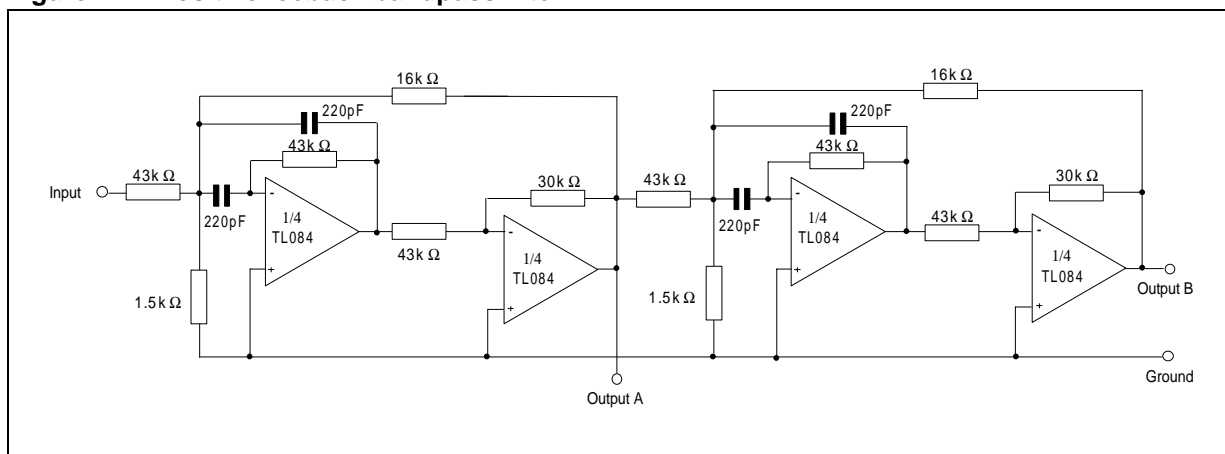 16k Ω
16k Ω
220pF
220pF
43k Ω
43k Ω
43k Ω
30k Ω
43k Ω
30k Ω
Input
-
-
-
-
220pF
1/4
TL084
220pF
1/4
TL084
43k Ω
1/4
TL084
43k Ω
1/4
TL084
+
+
Output B
1.5k Ω
+
1.5k Ω
+
Output A
Ground